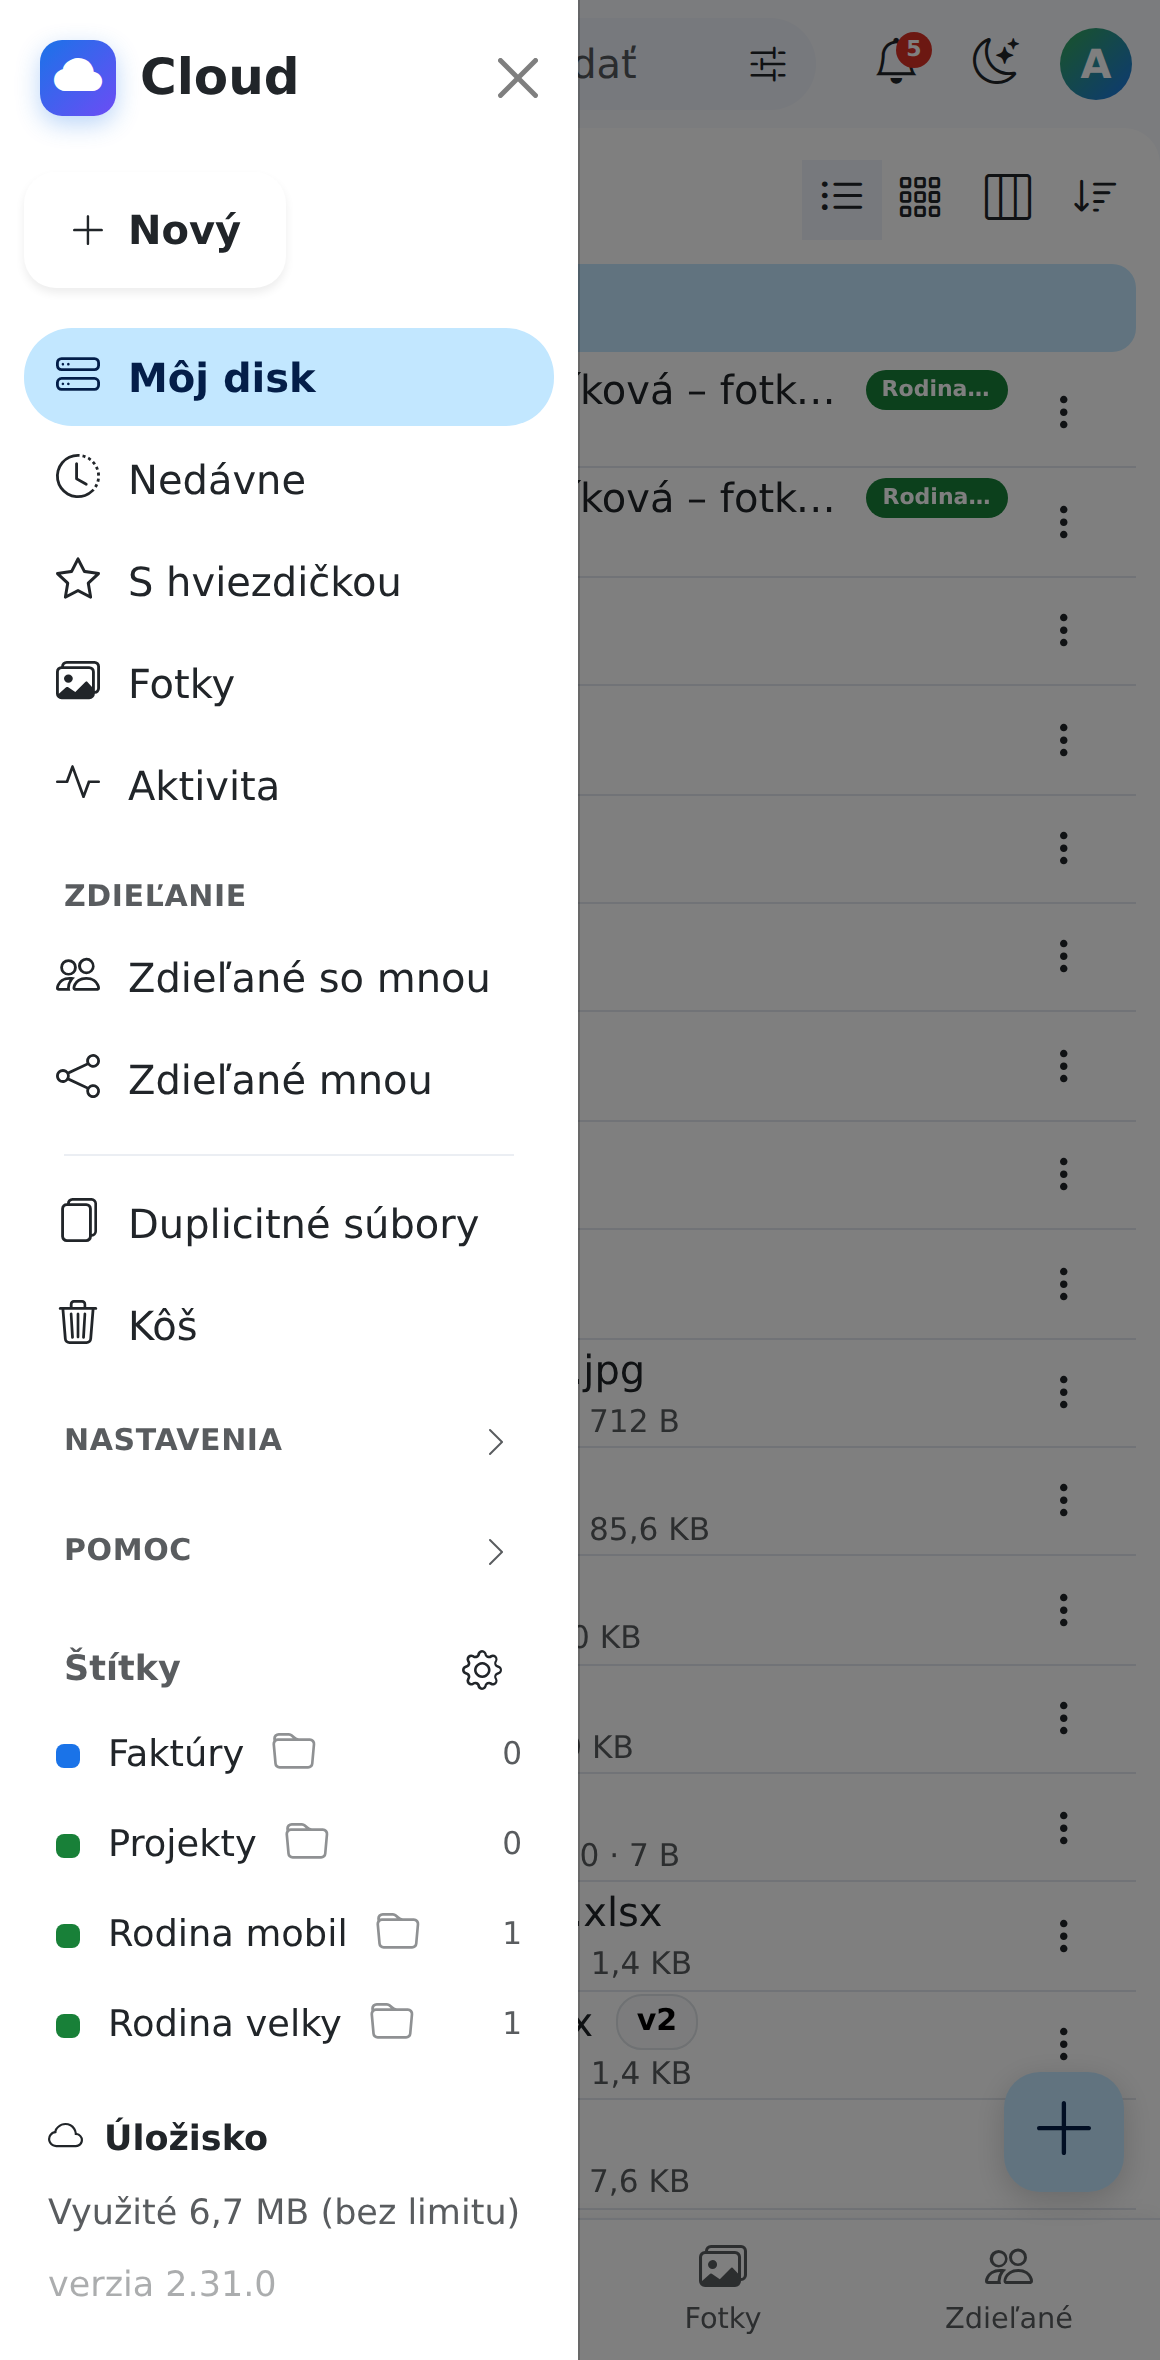 Cloud
Nový
Môj disk
Nedávne
S hviezdičkou
Fotky
Aktivita
ZDIEĽANIE
Zdieľané so mnou
Zdieľané mnou
Duplicitné súbory
Kôš
NASTAVENIA
POMOC
Štítky
Faktúry 0
Projekty 0
Rodina mobil 1
Rodina velky 1
Úložisko
Využité 6,7 MB (bez limitu)
verzia 2.31.0
5
A
ková – fotk... Rodina...
ková – fotk... Rodina...
.jpg
712 B
85,6 KB
0 KB
KB
0 · 7 B
.xlsx
1,4 KB
x v2
1,4 KB
7,6 KB
Fotky
Zdieľané